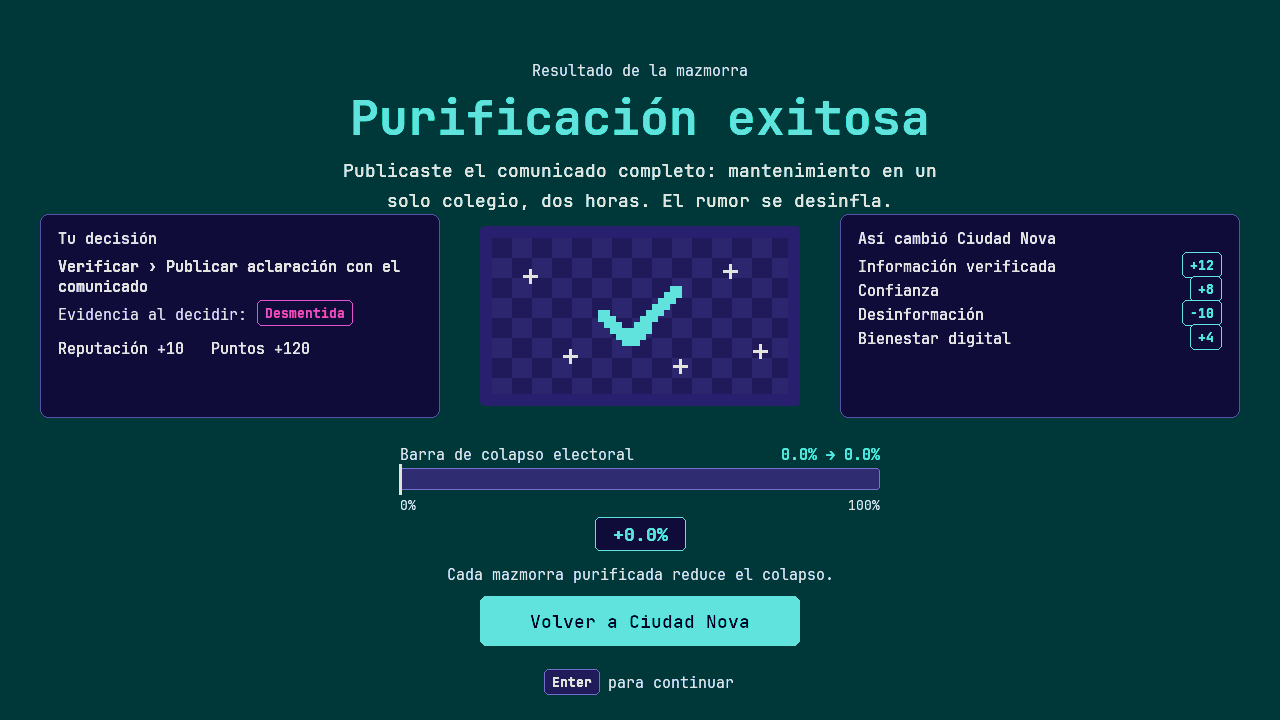 Resultado de la mazmorra
Purificación exitosa
Publicaste el comunicado completo: mantenimiento en un
solo colegio, dos horas. El rumor se desinfla.
Tu decisión
Verificar › Publicar aclaración con el
comunicado
Evidencia al decidir: Desmentida
Reputación +10 Puntos +120
Así cambió Ciudad Nova
Información verificada +12
Confianza +8
Desinformación -10
Bienestar digital +4
Barra de colapso electoral 0.0% → 0.0%
0% 100%
+0.0%
Cada mazmorra purificada reduce el colapso.
Volver a Ciudad Nova
Enter para continuar